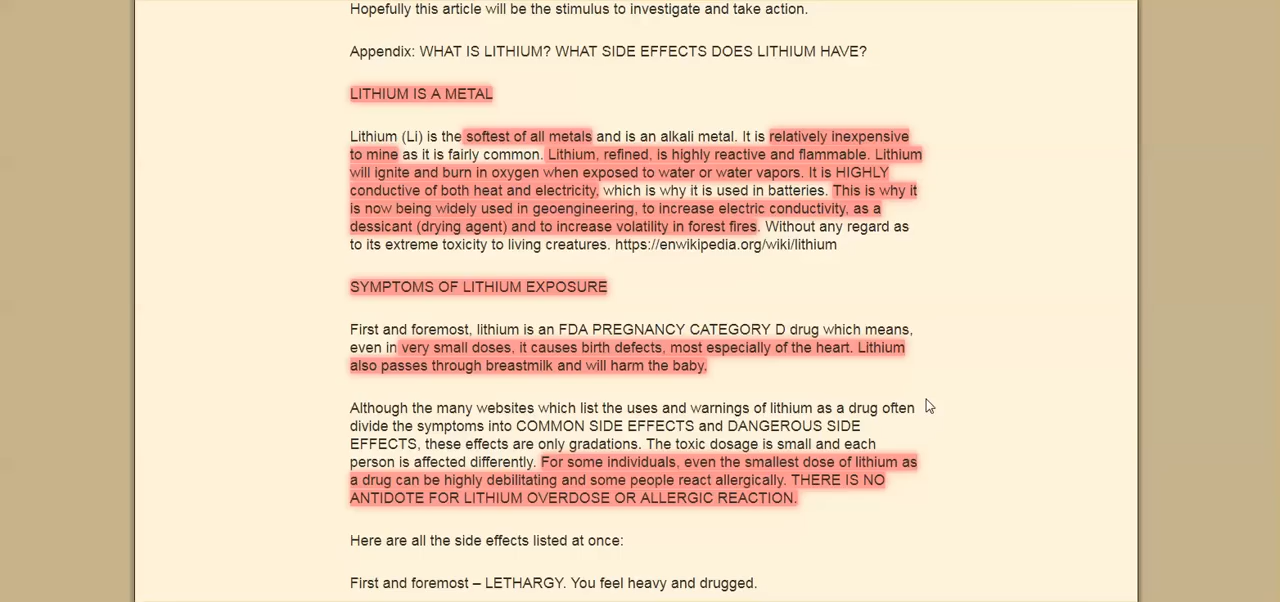 Hopefully this article will be the stimulus to investigate and take action.
Appendix: WHAT IS LITHIUM? WHAT SIDE EFFECTS DOES LITHIUM HAVE?
LITHIUM IS A METAL
Lithium (Li) is the softest of all metals and is an alkali metal. It is relatively inexpensive
to mine as it is fairly common. Lithium, refined, is highly reactive and flammable. Lithium
will ignite and burn in oxygen when exposed to water or water vapors. It is HIGHLY
conductive of both heat and electricity, which is why it is used in batteries. This is why it
is now being widely used in geoengineering, to increase electric conductivity, as a
dessicant (drying agent) and to increase volatility in forest fires. Without any regard as
to its extreme toxicity to living creatures. https://enwikipedia.org/wiki/lithium
SYMPTOMS OF LITHIUM EXPOSURE
First and foremost, lithium is an FDA PREGNANCY CATEGORY D drug which means,
even in very small doses, it causes birth defects, most especially of the heart. Lithium
also passes through breastmilk and will harm the baby.
Although the many websites which list the uses and warnings of lithium as a drug often
divide the symptoms into COMMON SIDE EFFECTS and DANGEROUS SIDE
EFFECTS, these effects are only gradations. The toxic dosage is small and each
person is affected differently. For some individuals, even the smallest dose of lithium as
a drug can be highly debilitating and some people react allergically. THERE IS NO
ANTIDOTE FOR LITHIUM OVERDOSE OR ALLERGIC REACTION.
Here are all the side effects listed at once:
First and foremost – LETHARGY. You feel heavy and drugged.